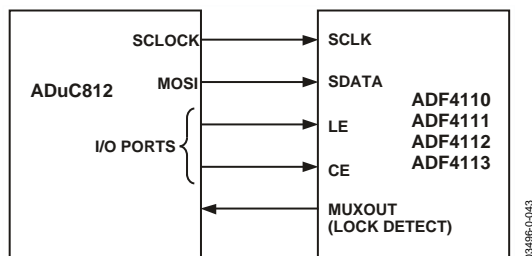 ADuC812
SCLOCK
MOSI
I/O PORTS
SCLK
SDATA
LE
CE
MUXOUT
(LOCK DETECT)
ADF4110
ADF4111
ADF4112
ADF4113
03496-0-043